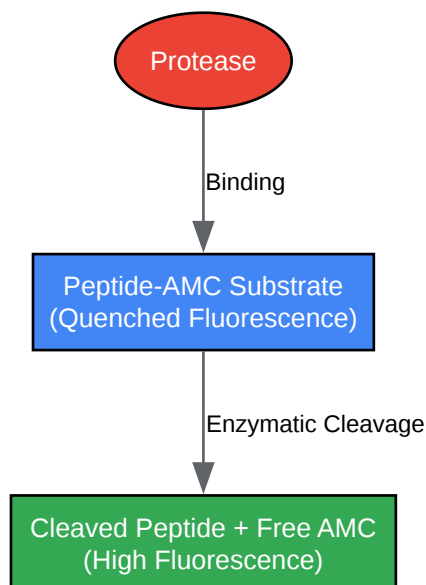 Protease
Binding
Peptide-AMC Substrate
(Quenched Fluorescence)
Enzymatic Cleavage
Cleaved Peptide + Free AMC
(High Fluorescence)